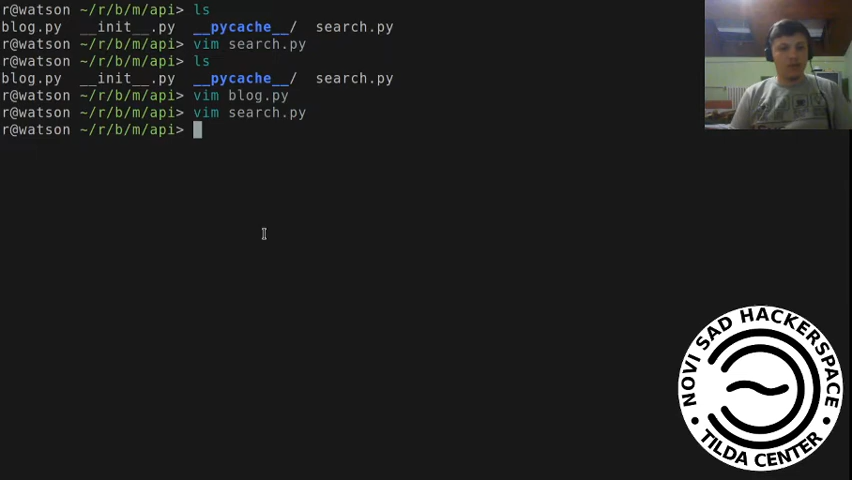 r@watson ~/r/b/m/api> ls
blog.py  __init__.py  __pycache__/  search.py
r@watson ~/r/b/m/api> vim search.py
r@watson ~/r/b/m/api> ls
blog.py  __init__.py  __pycache__/  search.py
r@watson ~/r/b/m/api> vim blog.py
r@watson ~/r/b/m/api> vim search.py
r@watson ~/r/b/m/api>
NOVI SAD HACKERSPACE
• TILDA CENTER •